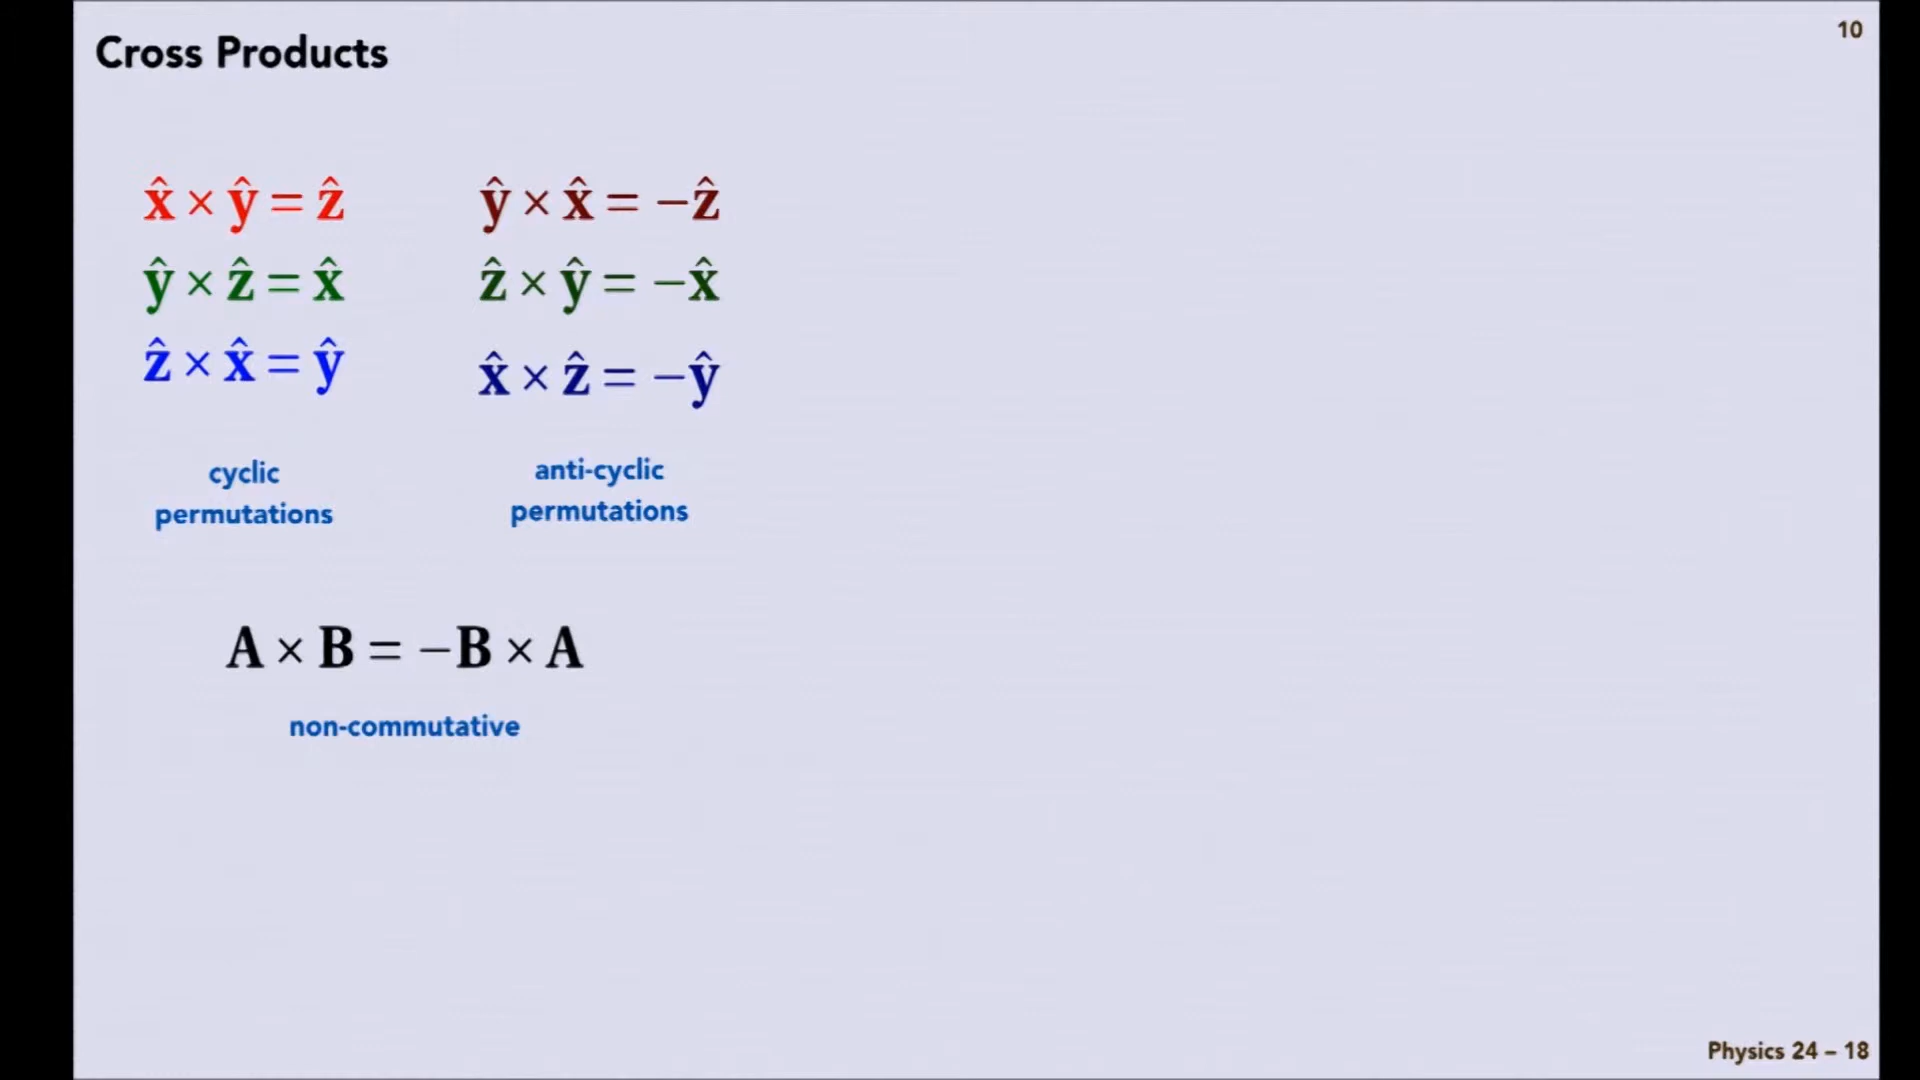 Cross Products
10
x̂ × ŷ = ẑ
ŷ × ẑ = x̂
ẑ × x̂ = ŷ
cyclic
permutations
ŷ × x̂ = −ẑ
ẑ × ŷ = −x̂
x̂ × ẑ = −ŷ
anti-cyclic
permutations
A × B = −B × A
non-commutative
Physics 24 – 18